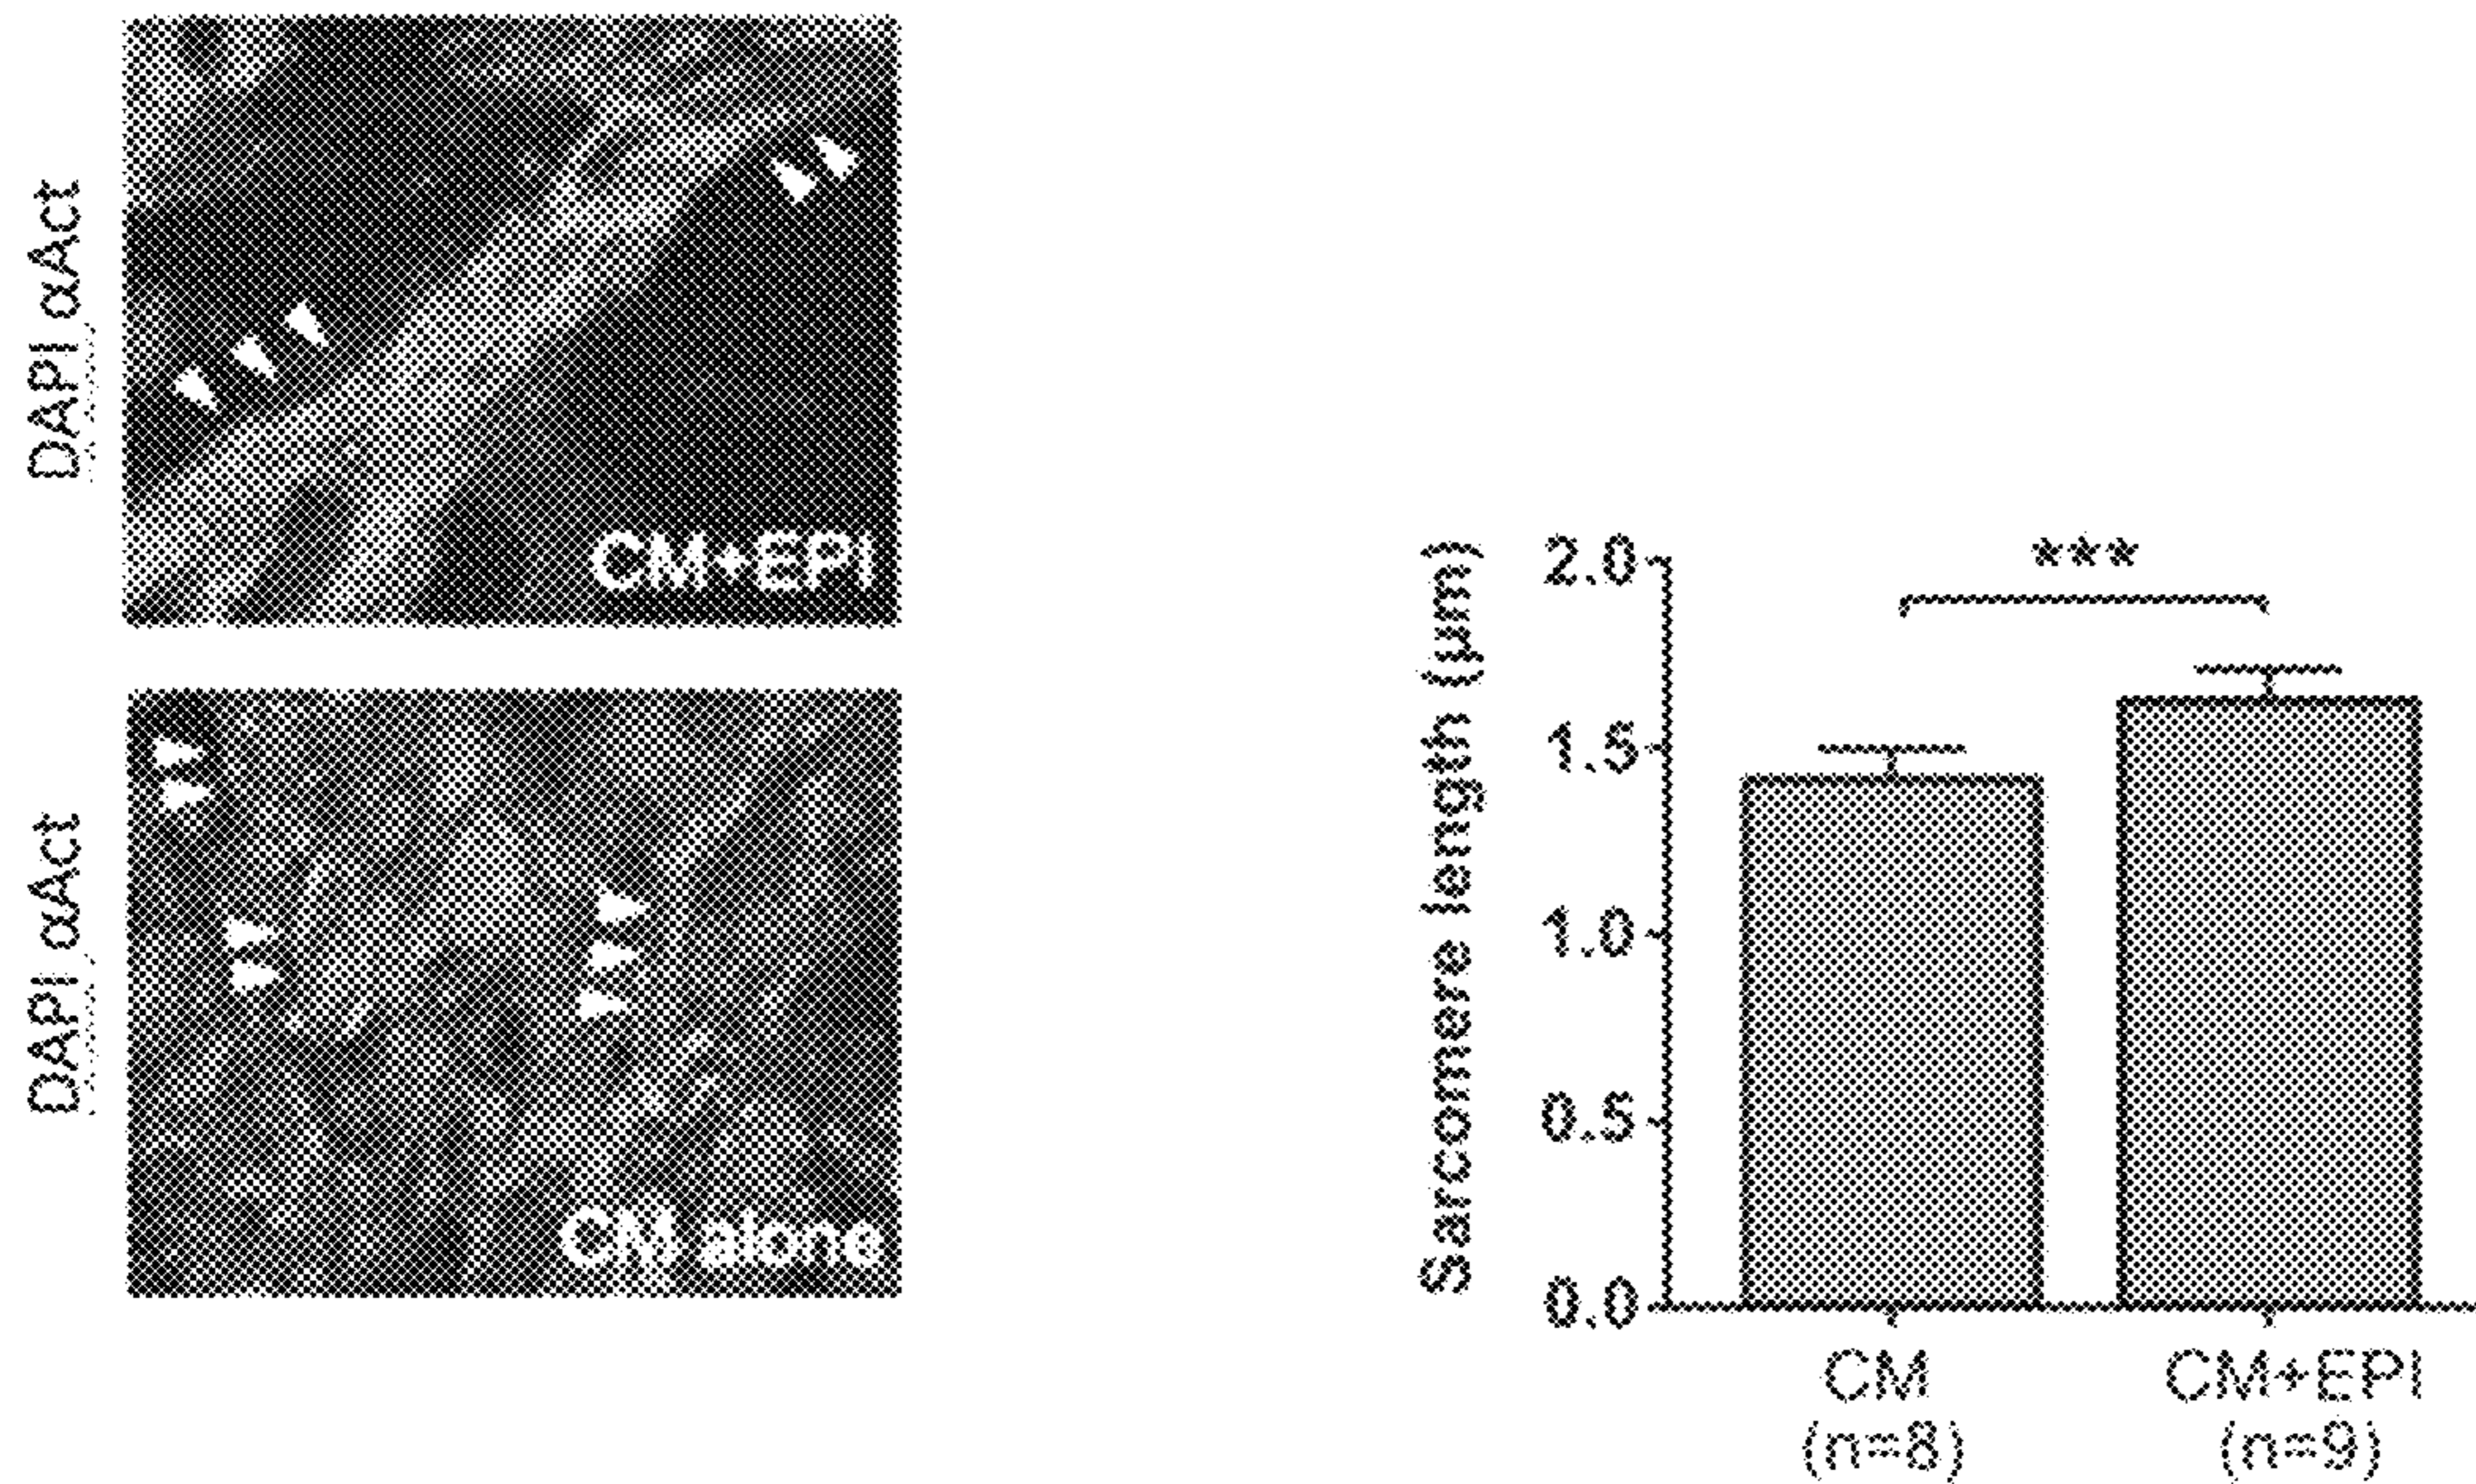 DAPI αAct
CM+EPI
DAPI αAct
CM alone
Sarcomere length (µm)
2.0
1.5
1.0
0.5
0.0
***
CM
(n=8)
CM+EPI
(n=9)